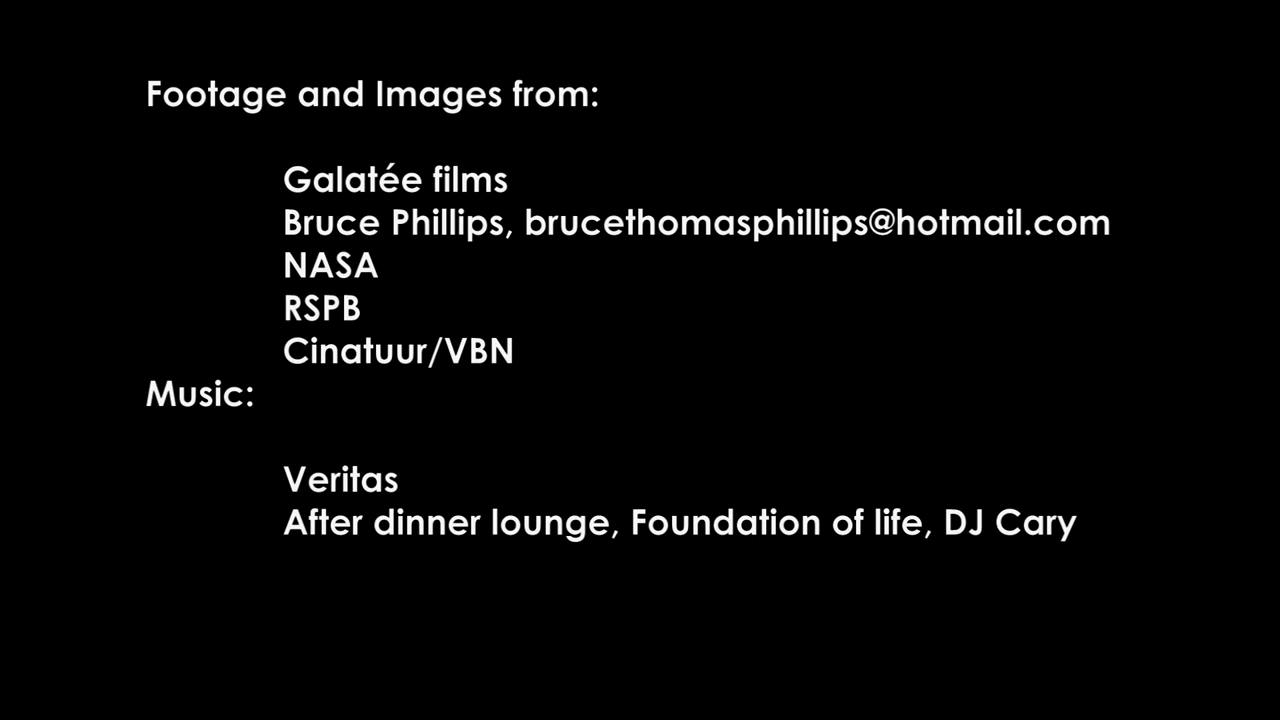 Footage and Images from:
Galatée films
Bruce Phillips, brucethomasphillips@hotmail.com
NASA
RSPB
Cinatuur/VBN
Music:
Veritas
After dinner lounge, Foundation of life, DJ Cary